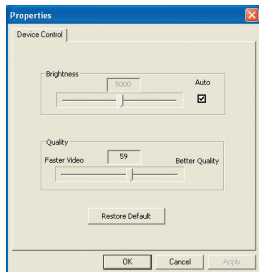 Properties
Device Control
Brightness
5000
Auto
Quality
Faster Video
59
Better Quality
Restore Default
OK
Cancel
Apply